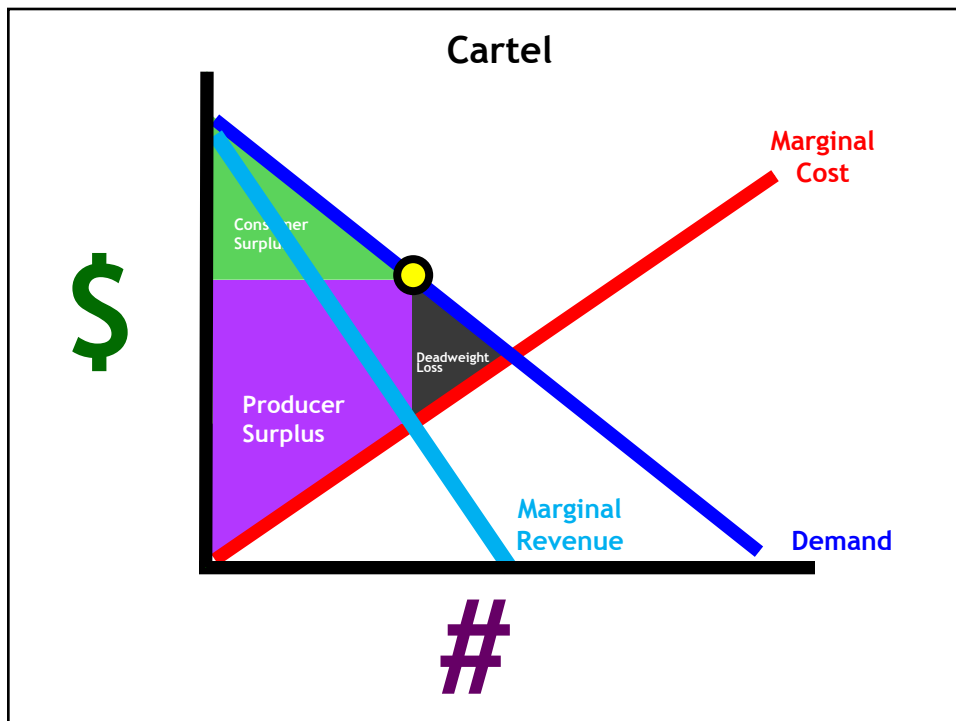 Cartel
Marginal
Cost
Consumer
Surplus
$
Deadweight
Loss
Producer
Surplus
Marginal
Revenue
Demand
#